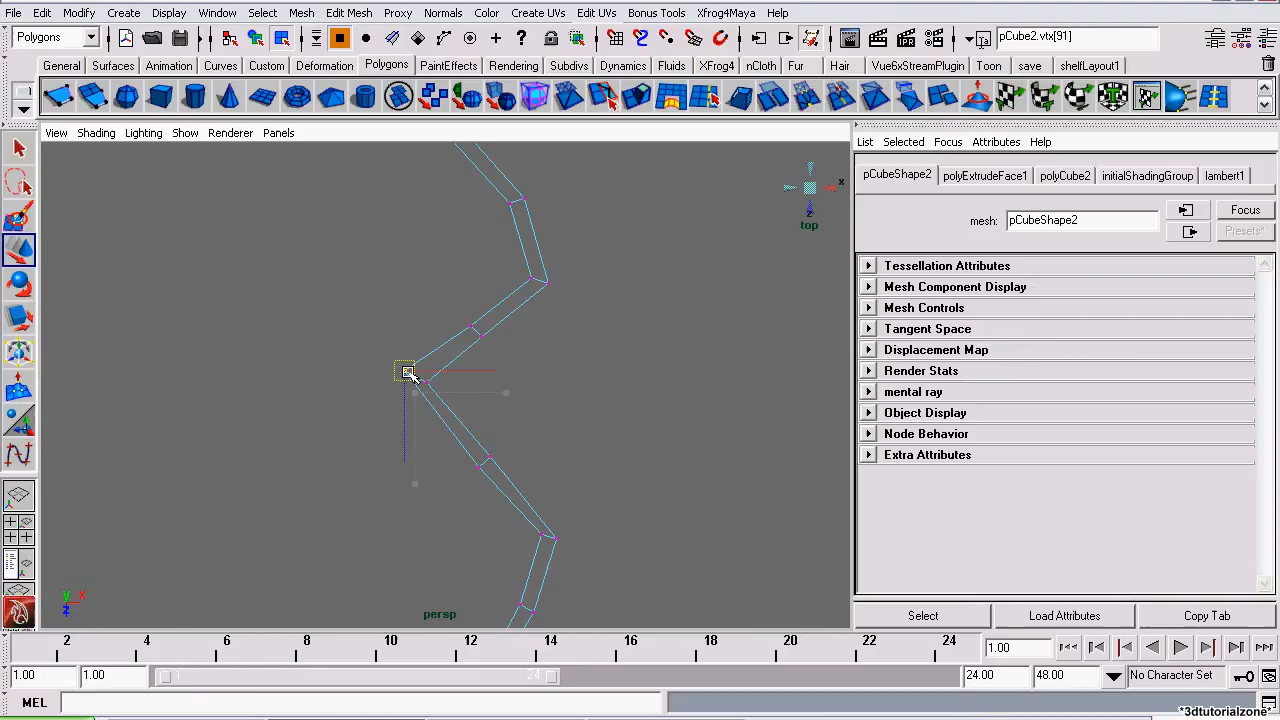 File Edit Modify Create Display Window Select Mesh Edit Mesh Proxy Normals Color Create UVs Edit UVs Bonus Tools Xfrog4Maya Help
Polygons pCube2.vtx[91]
General Surfaces Animation Curves Custom Deformation Polygons PaintEffects Rendering Subdivs Dynamics Fluids XFrog4 nCloth Fur Hair Vue6xStreamPlugin Toon save shelfLayout1
View Shading Lighting Show Renderer Panels
List Selected Focus Attributes Help
pCubeShape2 polyExtrudeFace1 polyCube2 initialShadingGroup lambert1
x
z
top
mesh: pCubeShape2 Focus
Presets*
Tessellation Attributes
Mesh Component Display
Mesh Controls
Tangent Space
Displacement Map
Render Stats
mental ray
Object Display
Node Behavior
Extra Attributes
y x
z
persp
Select Load Attributes Copy Tab
2 4 6 8 10 12 14 16 18 20 22 24 1.00
1.00 1.00 1 24 24.00 48.00 No Character Set
MEL
*3dtutorialzone*